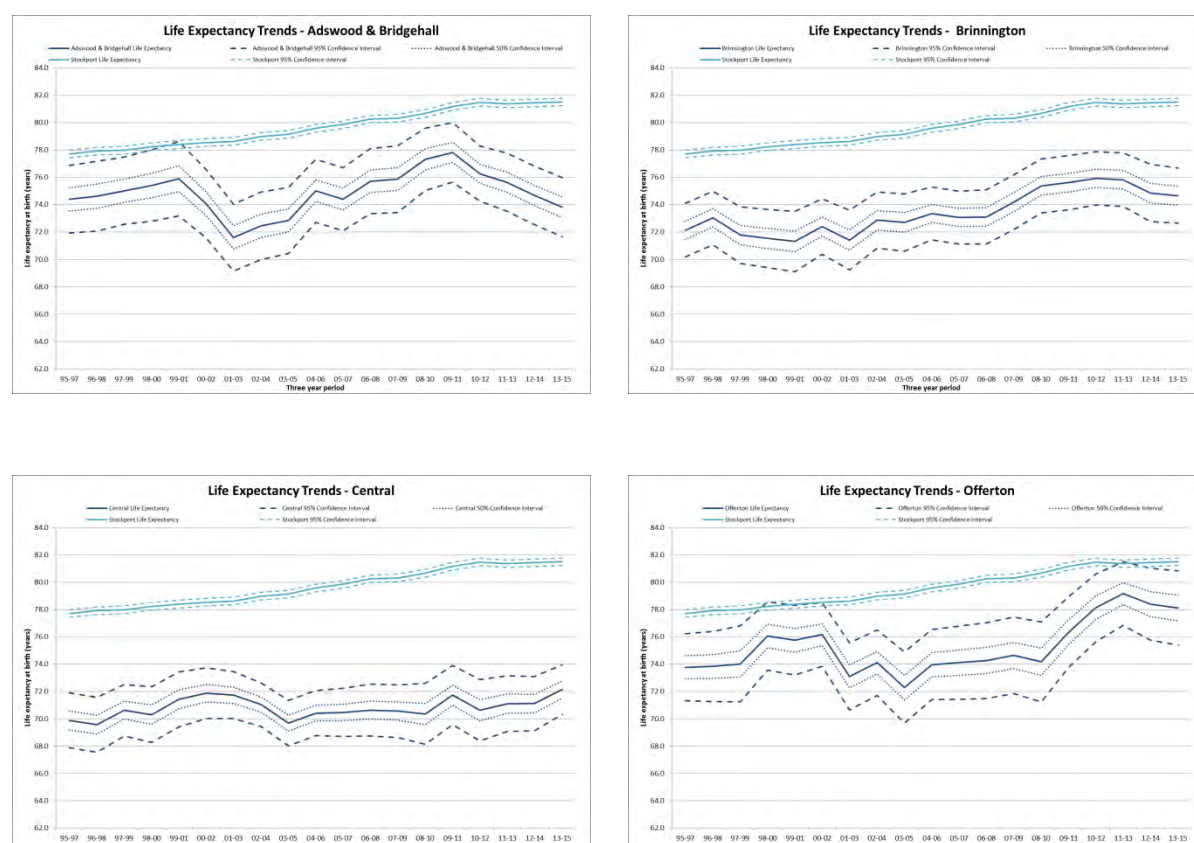 Life Expectancy Trends - Adswood & Bridgehall
Adswood & Bridgehall Life Epectancy
Adswood & Bridgehall 95% Confidence Interval
Adswood & Bridgehall 50% Confidence Interval
Stockport Life Expectancy
Stockport 95% Confidence Interval
84.0
82.0
80.0
78.0
76.0
74.0
72.0
70.0
68.0
66.0
64.0
62.0
Life expectancy at birth (years)
95-97 96-98 97-99 98-00 99-01 00-02 01-03 02-04 03-05 04-06 05-07 06-08 07-09 08-10 09-11 10-12 11-13 12-14 13-15
Three year period
Life Expectancy Trends - Brinnington
Brinnington Life Epectancy
Brinnington 95% Confidence Interval
Brinnington 50% Confidence Interval
Stockport Life Expectancy
Stockport 95% Confidence Interval
84.0
82.0
80.0
78.0
76.0
74.0
72.0
70.0
68.0
66.0
64.0
62.0
Life expectancy at birth (years)
95-97 96-98 97-99 98-00 99-01 00-02 01-03 02-04 03-05 04-06 05-07 06-08 07-09 08-10 09-11 10-12 11-13 12-14 13-15
Three year period
Life Expectancy Trends - Central
Central Life Epectancy
Central 95% Confidence Interval
Central 50% Confidence Interval
Stockport Life Expectancy
Stockport 95% Confidence Interval
84.0
82.0
80.0
78.0
76.0
74.0
72.0
70.0
68.0
66.0
64.0
62.0
Life expectancy at birth (years)
95-97 96-98 97-99 98-00 99-01 00-02 01-03 02-04 03-05 04-06 05-07 06-08 07-09 08-10 09-11 10-12 11-13 12-14 13-15
Life Expectancy Trends - Offerton
Offerton Life Epectancy
Offerton 95% Confidence Interval
Offerton 50% Confidence Interval
Stockport Life Expectancy
Stockport 95% Confidence Interval
84.0
82.0
80.0
78.0
76.0
74.0
72.0
70.0
68.0
66.0
64.0
62.0
Life expectancy at birth (years)
95-97 96-98 97-99 98-00 99-01 00-02 01-03 02-04 03-05 04-06 05-07 06-08 07-09 08-10 09-11 10-12 11-13 12-14 13-15